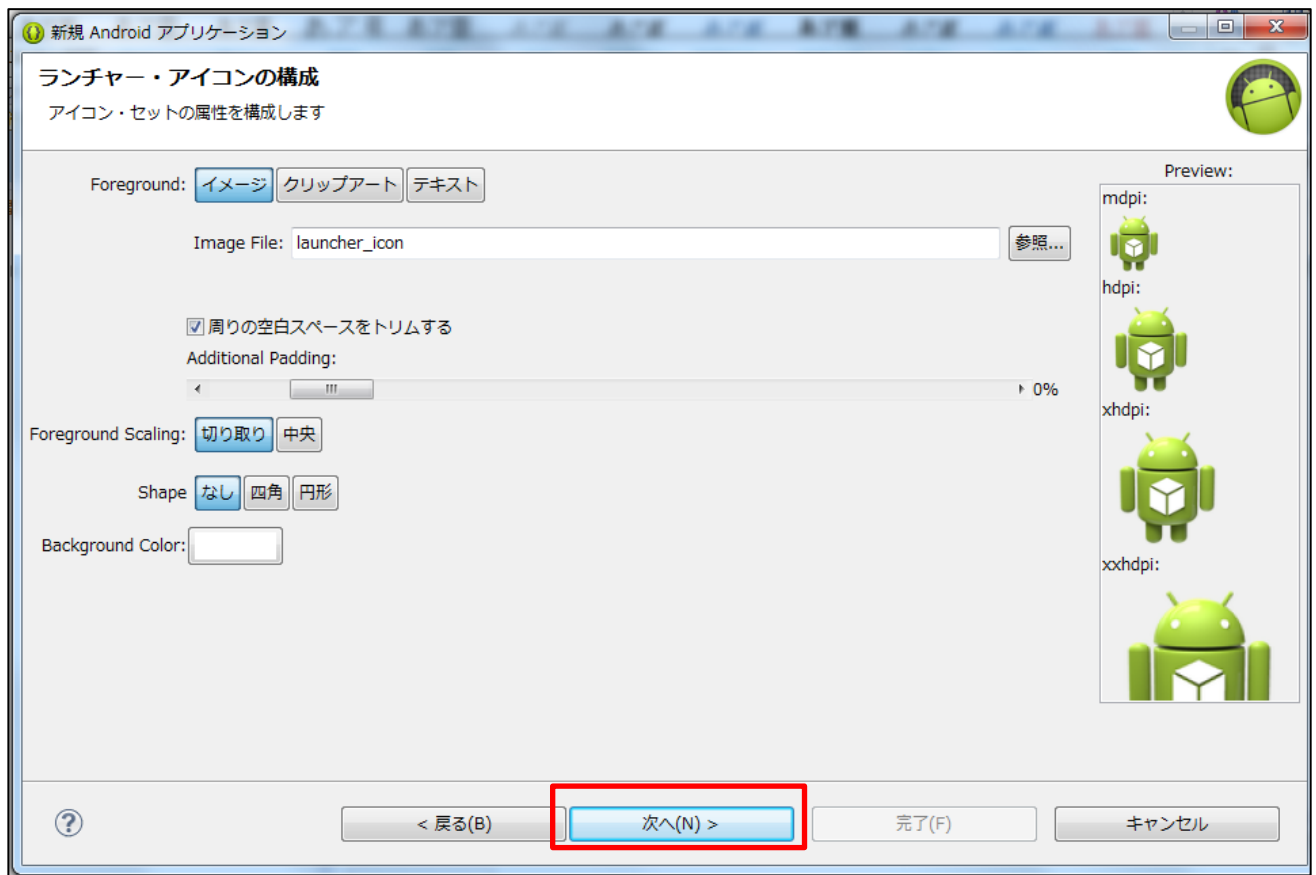 新規 Android アプリケーション
ランチャー・アイコンの構成
アイコン・セットの属性を構成します
Foreground: イメージ クリップアート テキスト
Preview:
mdpi:
Image File: launcher_icon 参照...
hdpi:
周りの空白スペースをトリムする
Additional Padding:
0%
xhdpi:
Foreground Scaling: 切り取り 中央
Shape なし 四角 円形
Background Color:
xxhdpi:
< 戻る(B) 次へ(N) > 完了(F) キャンセル